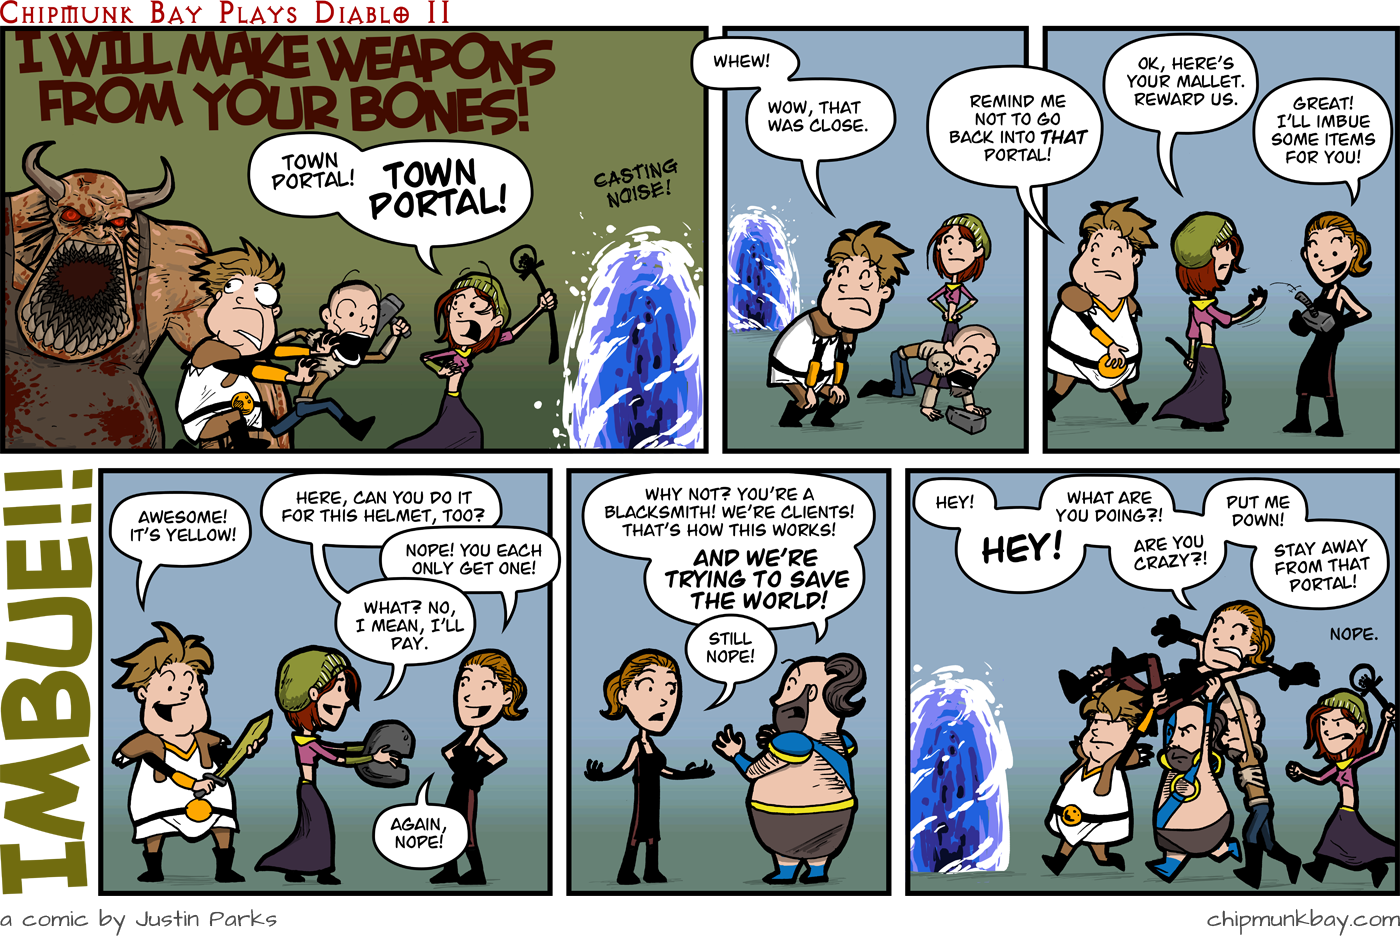 Chipmunk Bay Plays Diablo II
I WILL MAKE WEAPONS
FROM YOUR BONES!
TOWN
PORTAL!
TOWN
PORTAL!
CASTING
NOISE!
WHEW!
WOW, THAT
WAS CLOSE.
REMIND ME
NOT TO GO
BACK INTO THAT
PORTAL!
OK, HERE'S
YOUR MALLET.
REWARD US.
GREAT!
I'LL IMBUE
SOME ITEMS
FOR YOU!
IMBUE!!
AWESOME!
IT'S YELLOW!
HERE, CAN YOU DO IT
FOR THIS HELMET, TOO?
NOPE! YOU EACH
ONLY GET ONE!
WHAT? NO,
I MEAN, I'LL
PAY.
AGAIN,
NOPE!
WHY NOT? YOU'RE A
BLACKSMITH! WE'RE CLIENTS!
THAT'S HOW THIS WORKS!
AND WE'RE
TRYING TO SAVE
THE WORLD!
STILL
NOPE!
HEY!
HEY!
WHAT ARE
YOU DOING?!
ARE YOU
CRAZY?!
PUT ME
DOWN!
STAY AWAY
FROM THAT
PORTAL!
NOPE.
a comic by Justin Parks
chipmunkbay.com